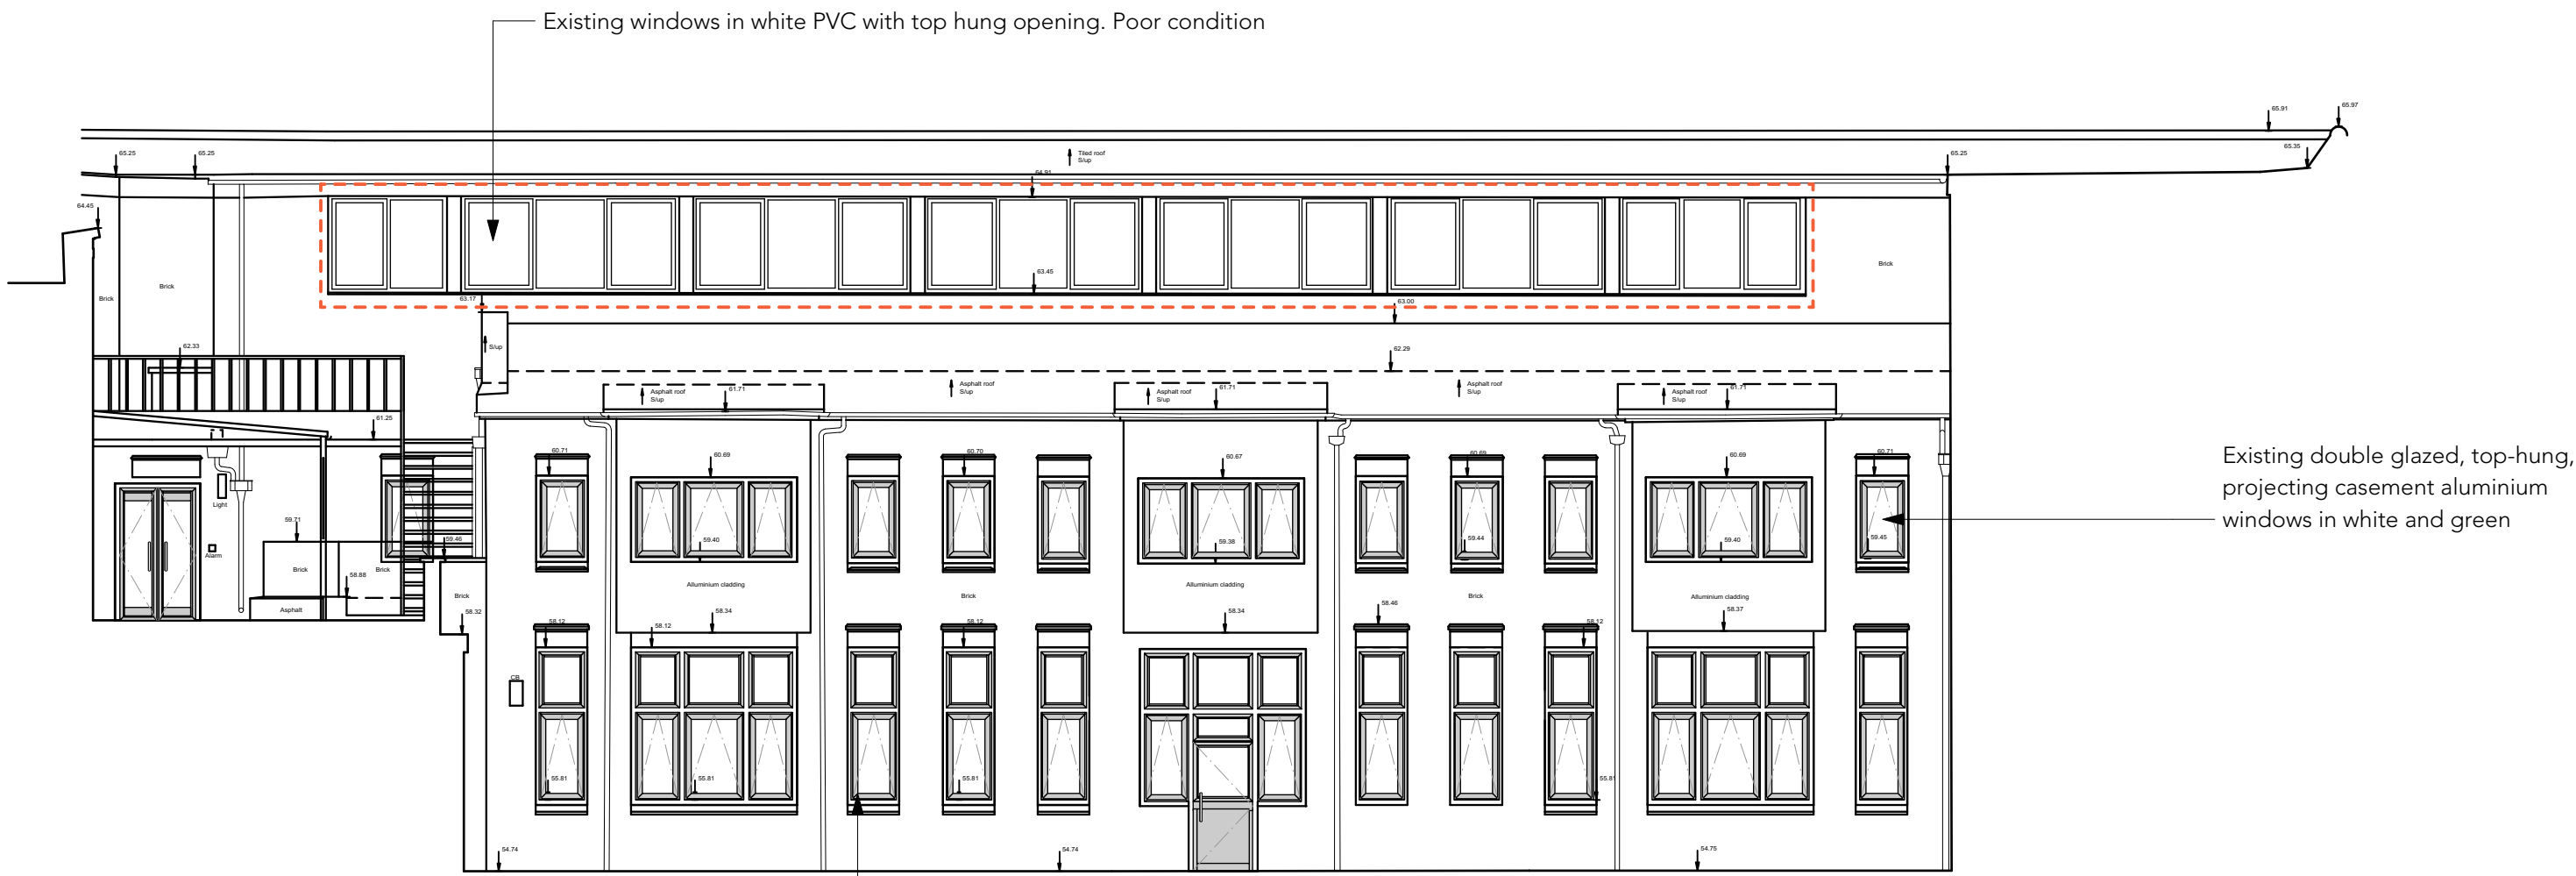 Existing windows in white PVC with top hung opening. Poor condition
65.97
65.91
65.25
65.25
Tiled roof
S/up
65.25
65.35
64.91
64.45
63.45
Brick
Brick
Brick
63.17
63.00
S/up
62.33
62.29
Asphalt roof
S/up
61.71
Asphalt roof
S/up
Asphalt roof
S/up
61.71
Asphalt roof
S/up
Asphalt roof
S/up
61.71
61.25
60.71
60.69
60.70
60.67
60.69
60.69
60.71
Existing double glazed, top-hung,
projecting casement aluminium
windows in white and green
Light
59.71
59.46
59.40
59.38
59.44
59.40
59.45
Alarm
Brick
Brick
58.88
Alluminium cladding
Alluminium cladding
Alluminium cladding
Brick
Brick
Brick
Asphalt
58.32
58.34
58.34
58.46
58.37
58.12
58.12
58.12
58.12
CB
55.81
55.81
55.81
55.81
54.74
54.74
54.75